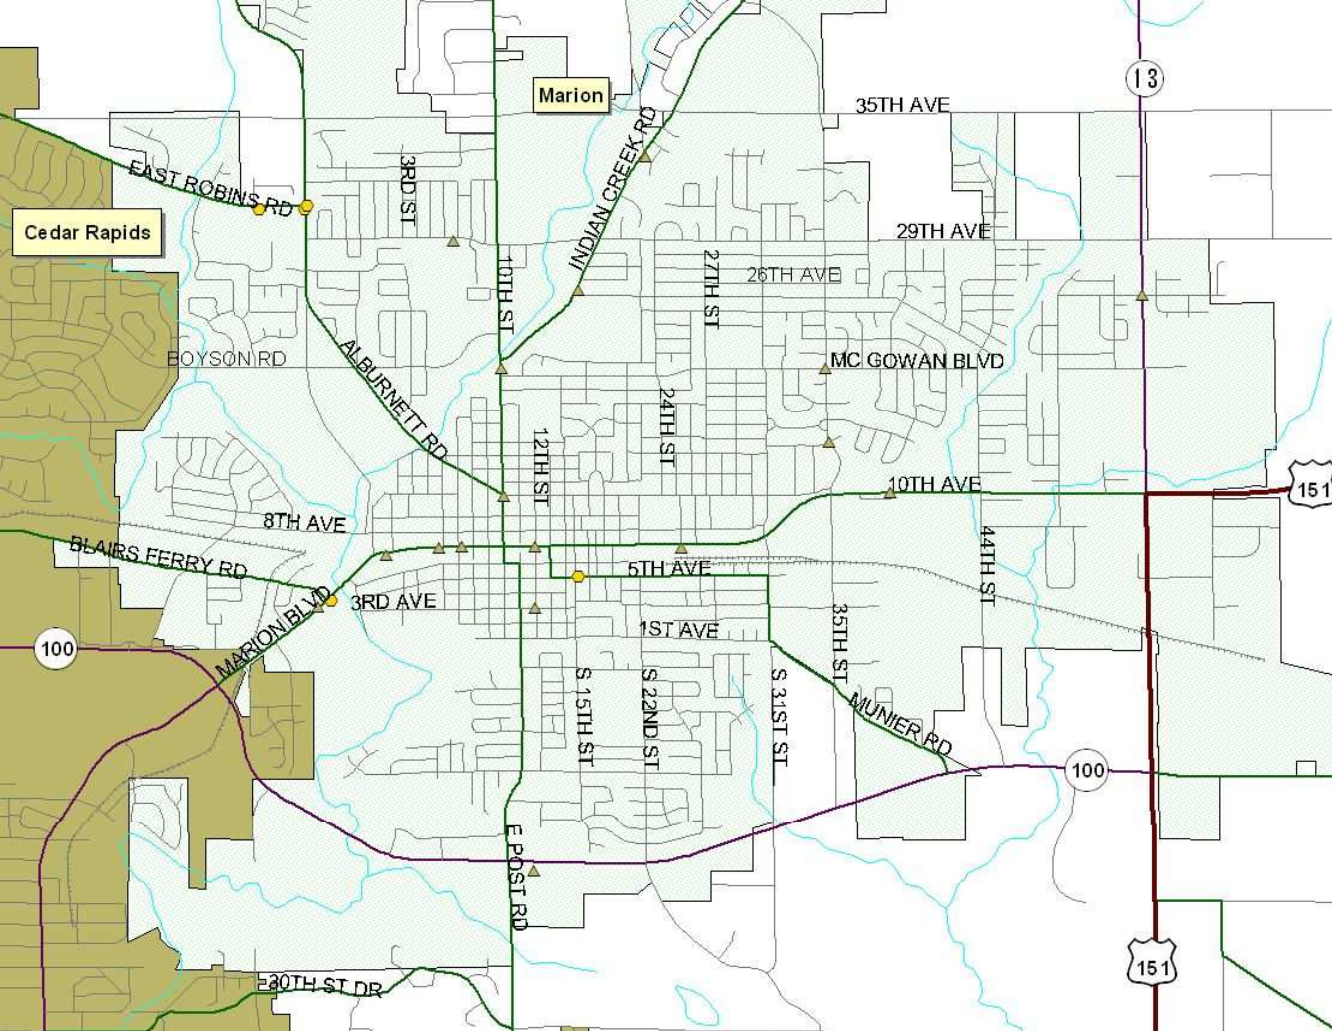 13
Marion
35TH AVE
INDIAN CREEK RD
EAST ROBINS RD
3RD ST
Cedar Rapids
29TH AVE
10TH ST
27TH ST
26TH AVE
BOYSON RD
ALBURNETT RD
MC GOWAN BLVD
24TH ST
12TH ST
10TH AVE
151
8TH AVE
44TH ST
BLAIRS FERRY RD
5TH AVE
MARION BLVD
3RD AVE
35TH ST
1ST AVE
100
S 15TH ST
S 22ND ST
S 31ST ST
MUNIER RD
100
E POST RD
151
30TH ST DR